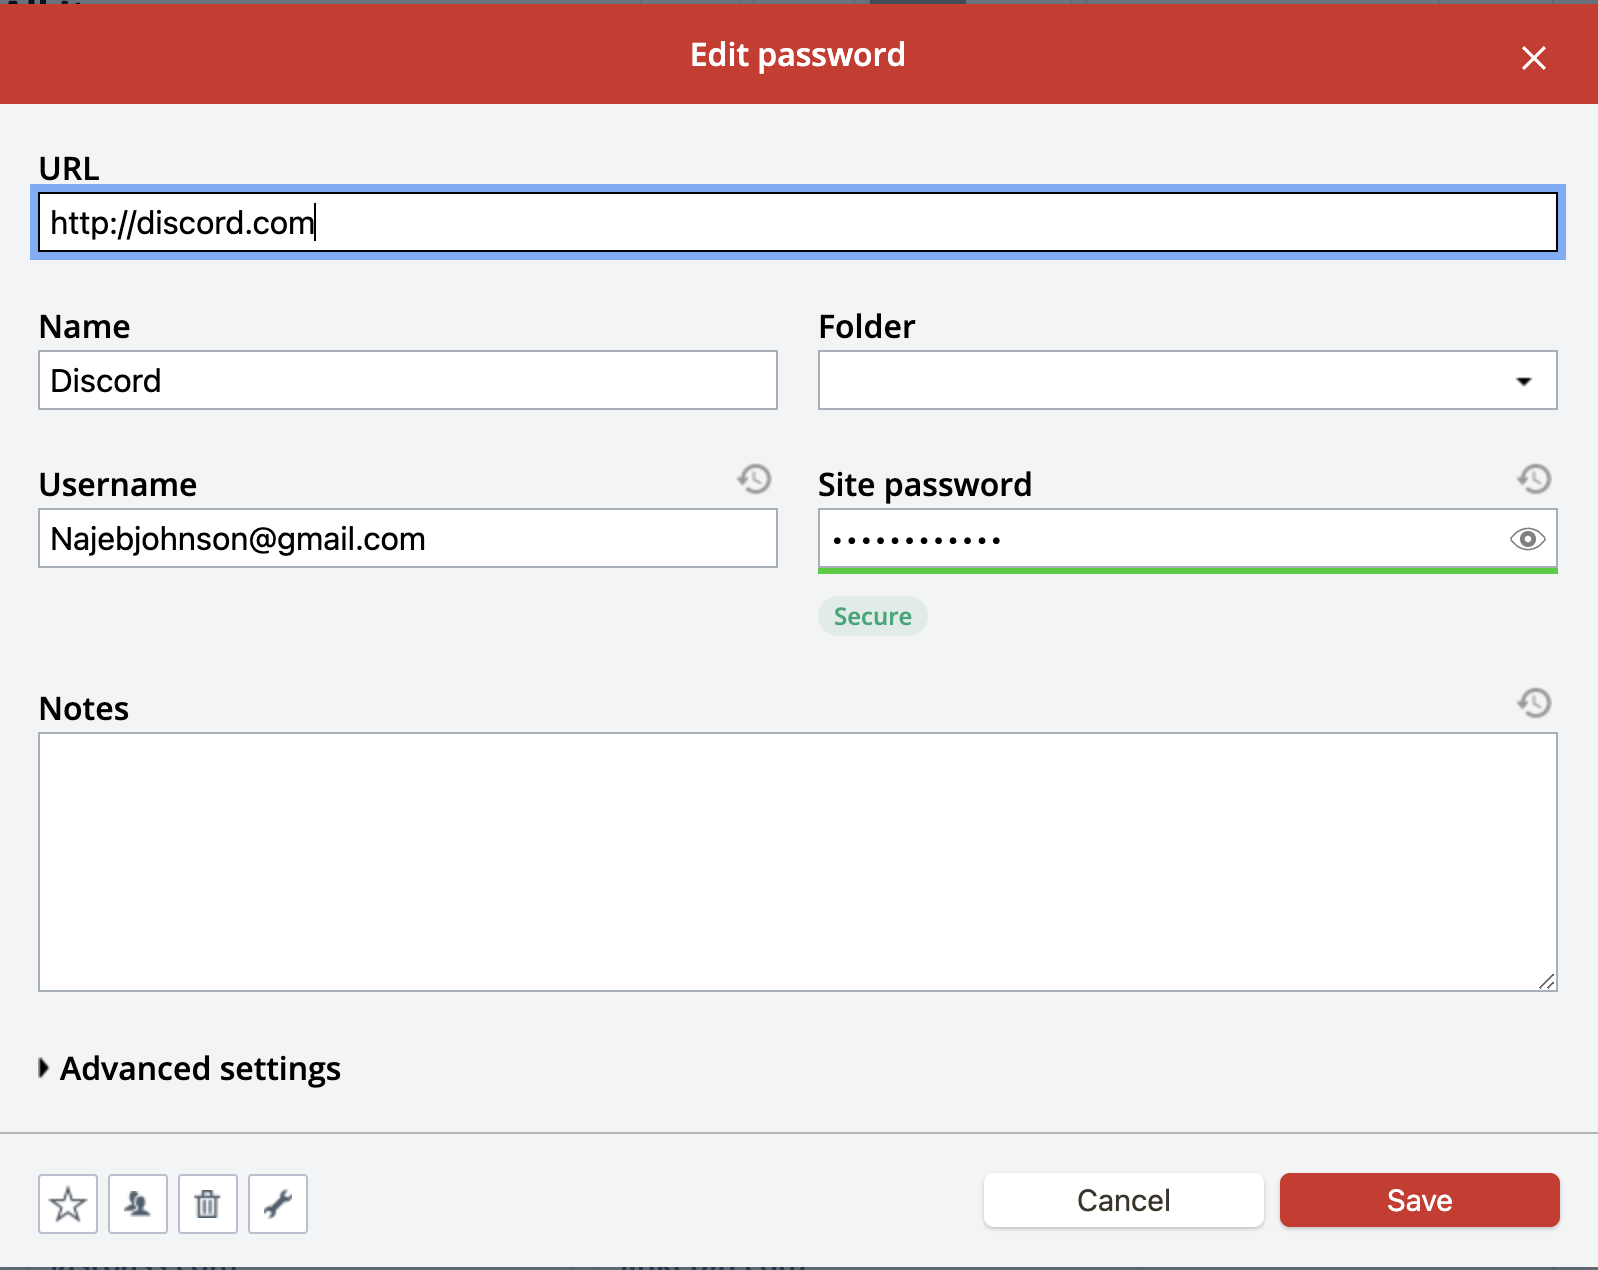 Edit password
URL
http://discord.com
Name
Folder
Discord
Username
Site password
Najebjohnson@gmail.com
••••••••••••
Secure
Notes
Advanced settings
Cancel
Save